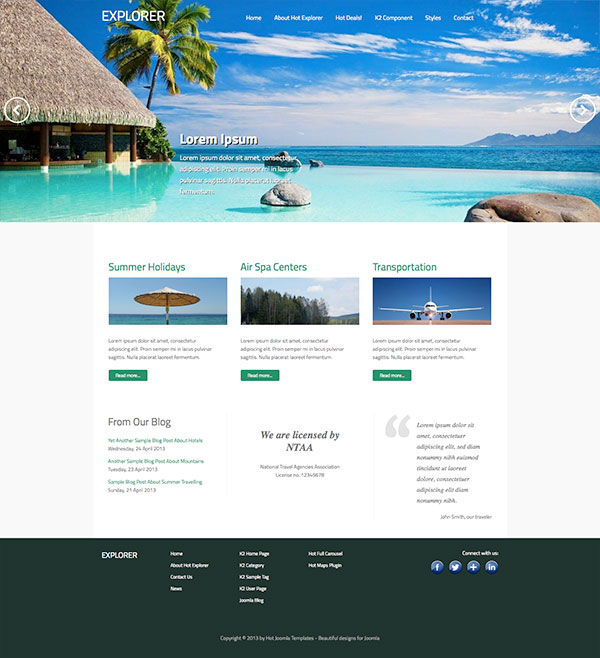 EXPLORER
Home About Hot Explorer Hot Deals! K2 Component Styles Contact
Lorem Ipsum
Lorem ipsum dolor sit amet, consectetur
adipiscing elit. Proin semper mi in lacus
pulvinar sagittis. Nulla placerat laoreet
fermentum.
Summer Holidays
Lorem ipsum dolor sit amet, consectetur
adipiscing elit. Proin semper mi in lacus pulvinar
sagittis. Nulla placerat laoreet fermentum.
Read more...
Air Spa Centers
Lorem ipsum dolor sit amet, consectetur
adipiscing elit. Proin semper mi in lacus pulvinar
sagittis. Nulla placerat laoreet fermentum.
Read more...
Transportation
Lorem ipsum dolor sit amet, consectetur
adipiscing elit. Proin semper mi in lacus pulvinar
sagittis. Nulla placerat laoreet fermentum.
Read more...
From Our Blog
Yet Another Sample Blog Post About Hotels
Wednesday, 24 April 2013
Another Sample Blog Post About Mountains
Tuesday, 23 April 2013
Sample Blog Post About Summer Travelling
Sunday, 21 April 2013
We are licensed by
NTAA
National Travel Agencies Association
License no. 12345678
“
Lorem ipsum dolor sit
amet, consectetuer
adipiscing elit, sed diam
nonummy nibh euismod
tincidunt ut laoreet
dolore, consectetuer
adipiscing elit diam
nonummy nibh.
John Smith, our traveler
EXPLORER
Home
About Hot Explorer
Contact Us
News
K2 Home Page
K2 Category
K2 Sample Tag
K2 User Page
Joomla Blog
Hot Full Carousel
Hot Maps Plugin
Connect with us:
f
in
Copyright © 2013 by Hot Joomla Templates - Beautiful designs for Joomla